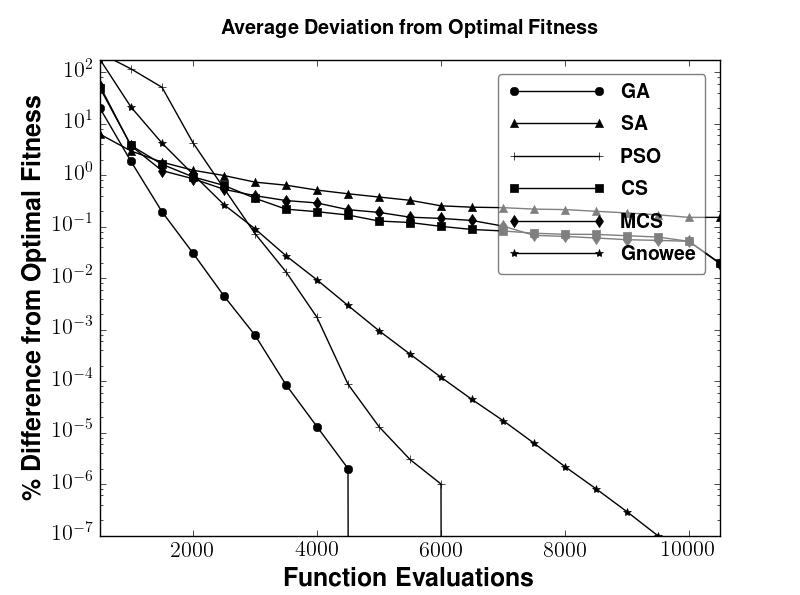 Average Deviation from Optimal Fitness
% Difference from Optimal Fitness
10^2
10^1
10^0
10^−1
10^−2
10^−3
10^−4
10^−5
10^−6
10^−7
GA
SA
PSO
CS
MCS
Gnowee
2000 4000 6000 8000 10000
Function Evaluations